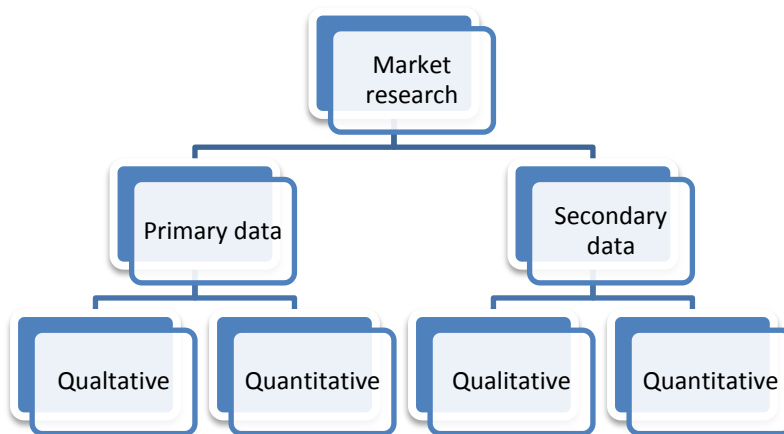 Market
research
Primary data
Secondary
data
Qualtative
Quantitative
Qualitative
Quantitative